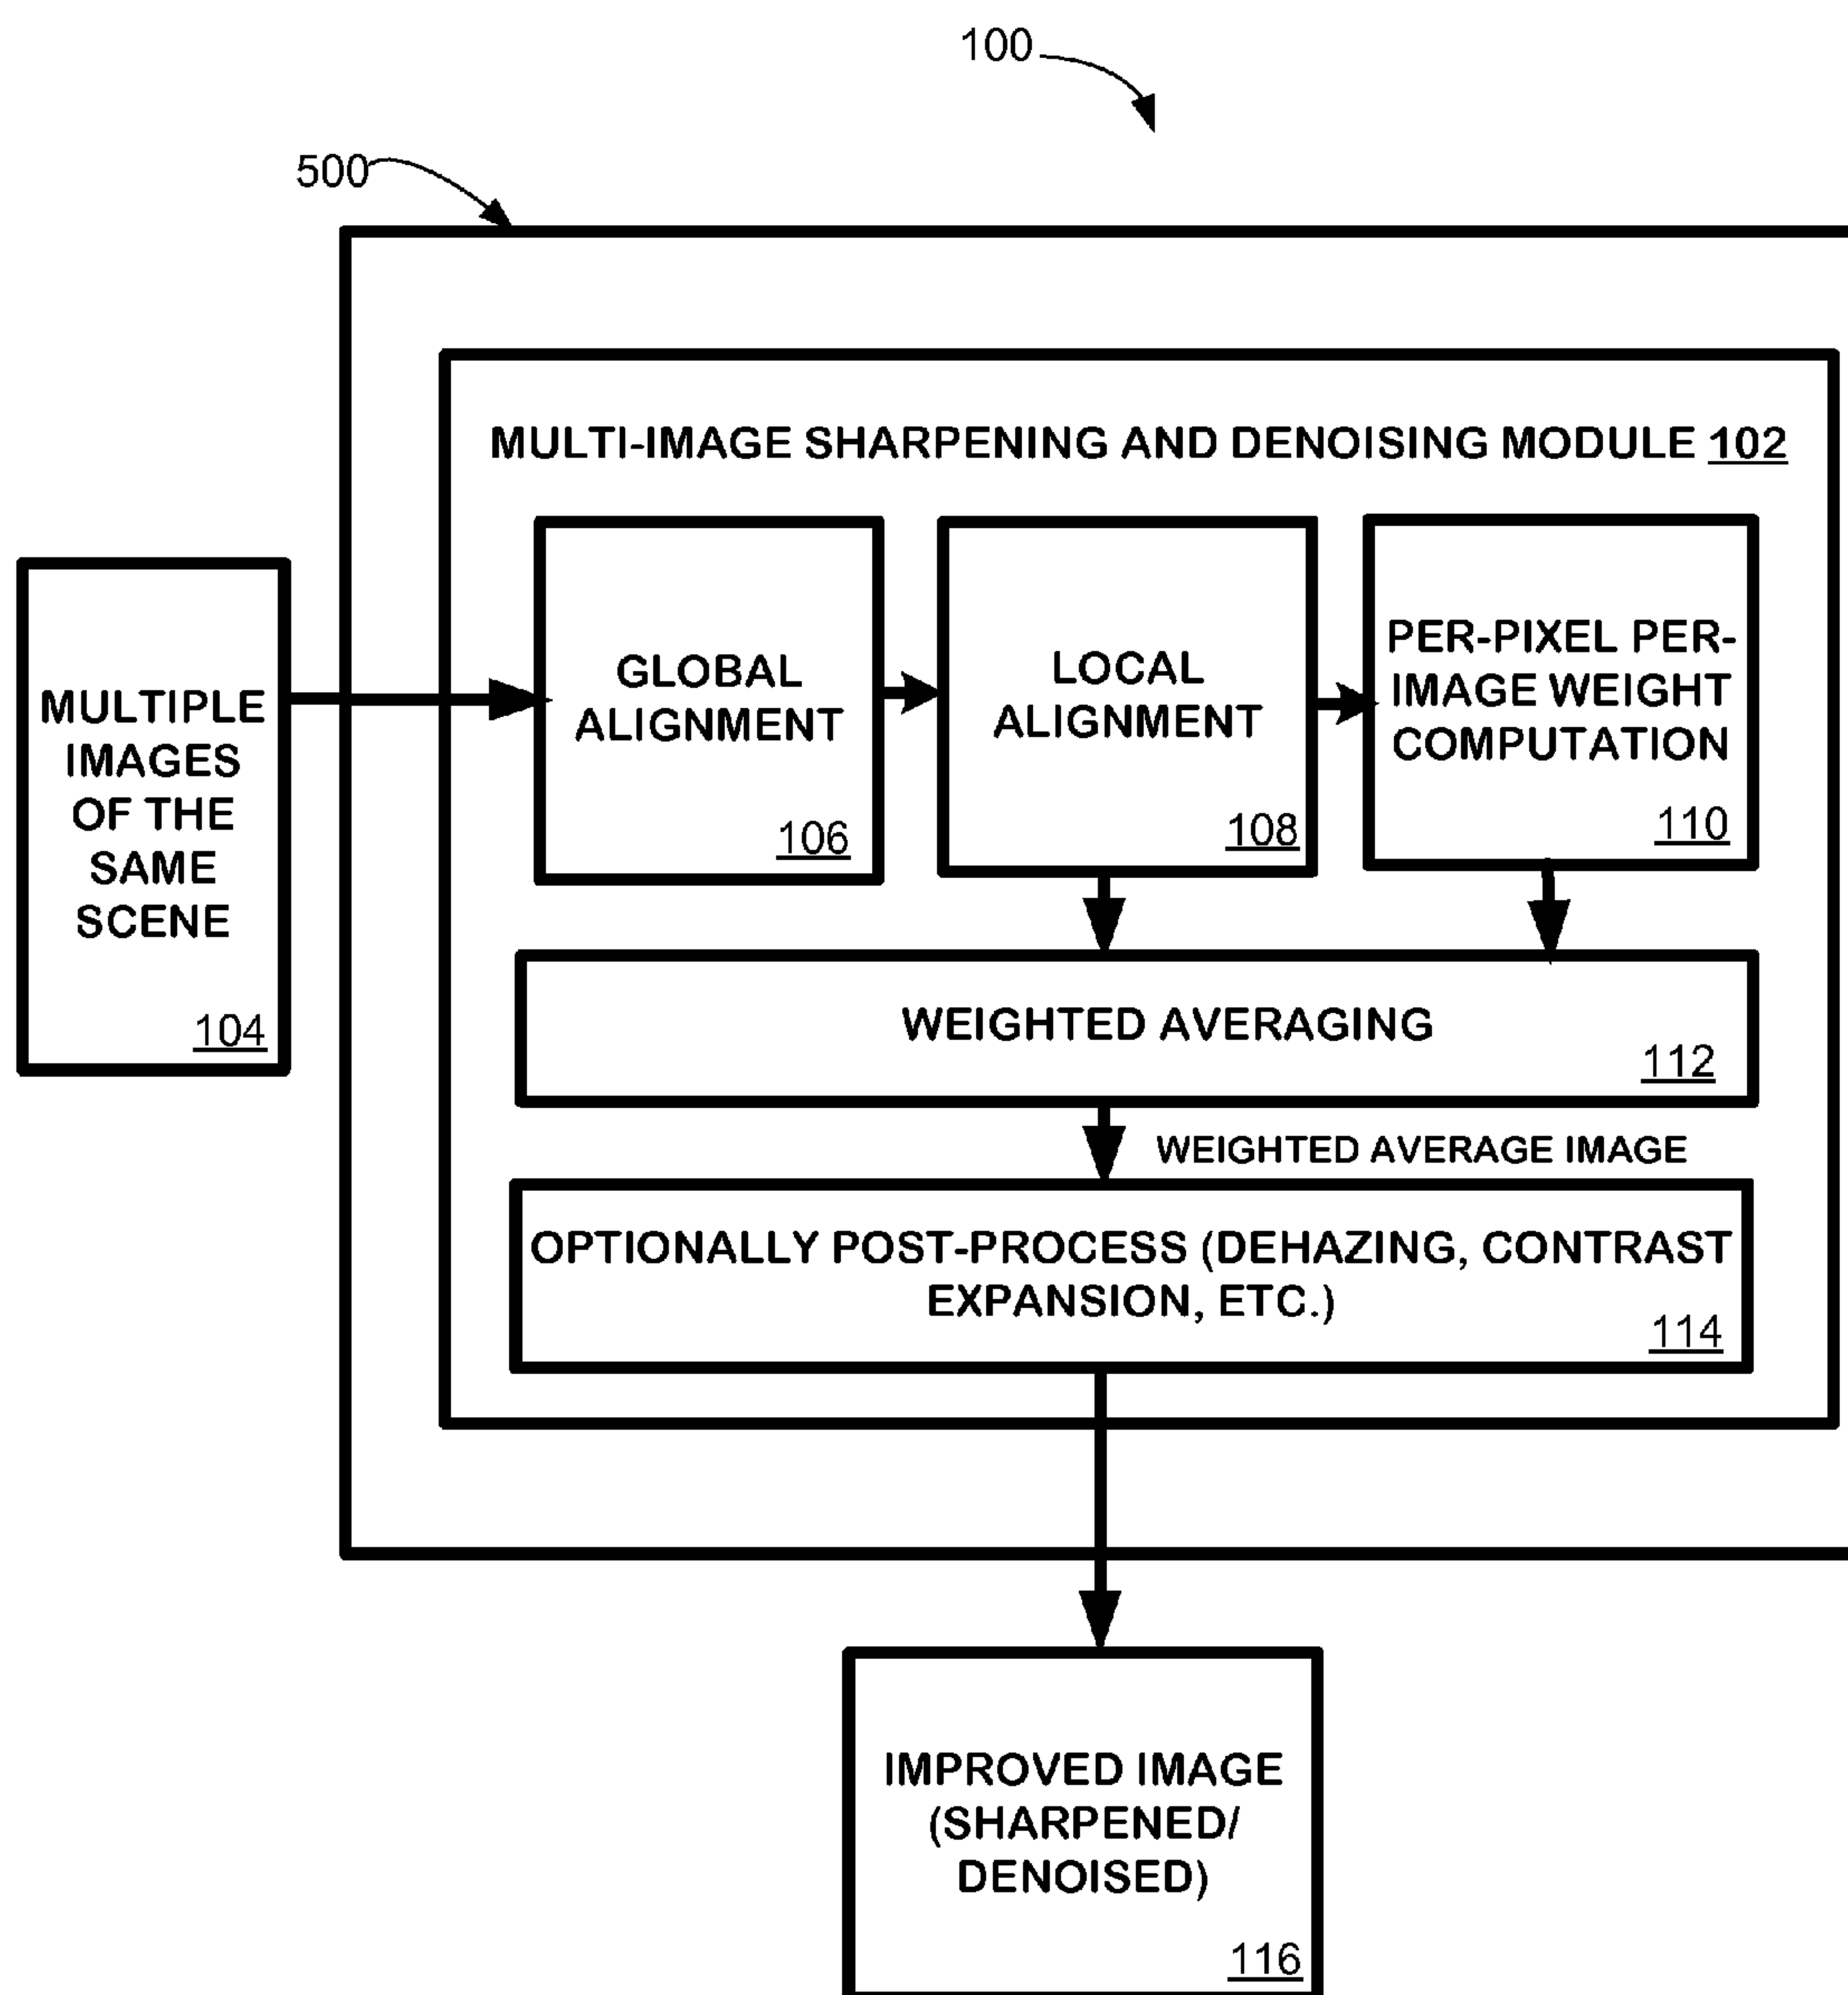 100
500
MULTI-IMAGE SHARPENING AND DENOISING MODULE 102
MULTIPLE
IMAGES
OF THE
SAME
SCENE
104
GLOBAL
ALIGNMENT
106
LOCAL
ALIGNMENT
108
PER-PIXEL PER-
IMAGE WEIGHT
COMPUTATION
110
WEIGHTED AVERAGING
112
WEIGHTED AVERAGE IMAGE
OPTIONALLY POST-PROCESS (DEHAZING, CONTRAST
EXPANSION, ETC.)
114
IMPROVED IMAGE
(SHARPENED/
DENOISED)
116